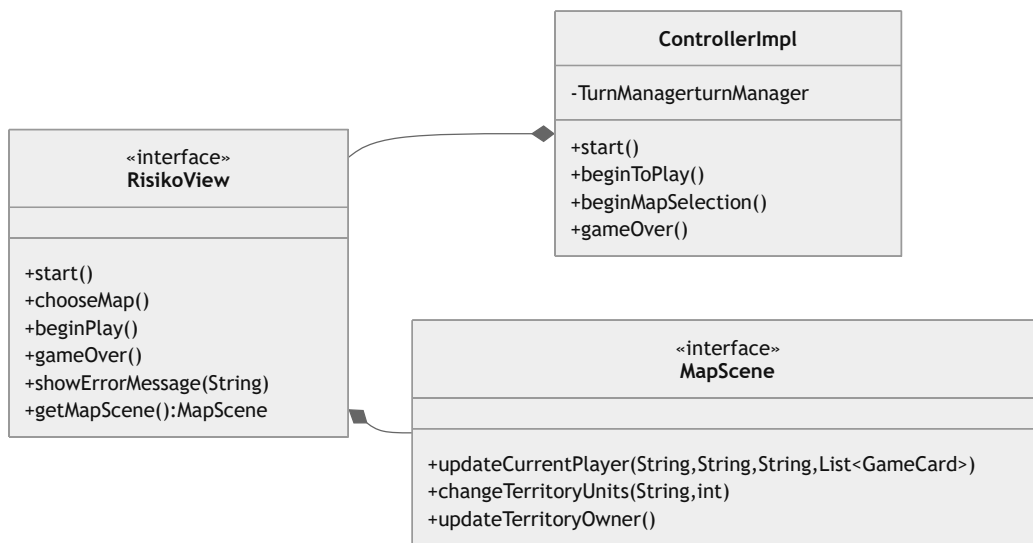 ControllerImpl
-TurnManagerturnManager
+start()
+beginToPlay()
+beginMapSelection()
+gameOver()
«interface»
RisikoView
+start()
+chooseMap()
+beginPlay()
+gameOver()
+showErrorMessage(String)
+getMapScene():MapScene
«interface»
MapScene
+updateCurrentPlayer(String,String,String,List<GameCard>)
+changeTerritoryUnits(String,int)
+updateTerritoryOwner()